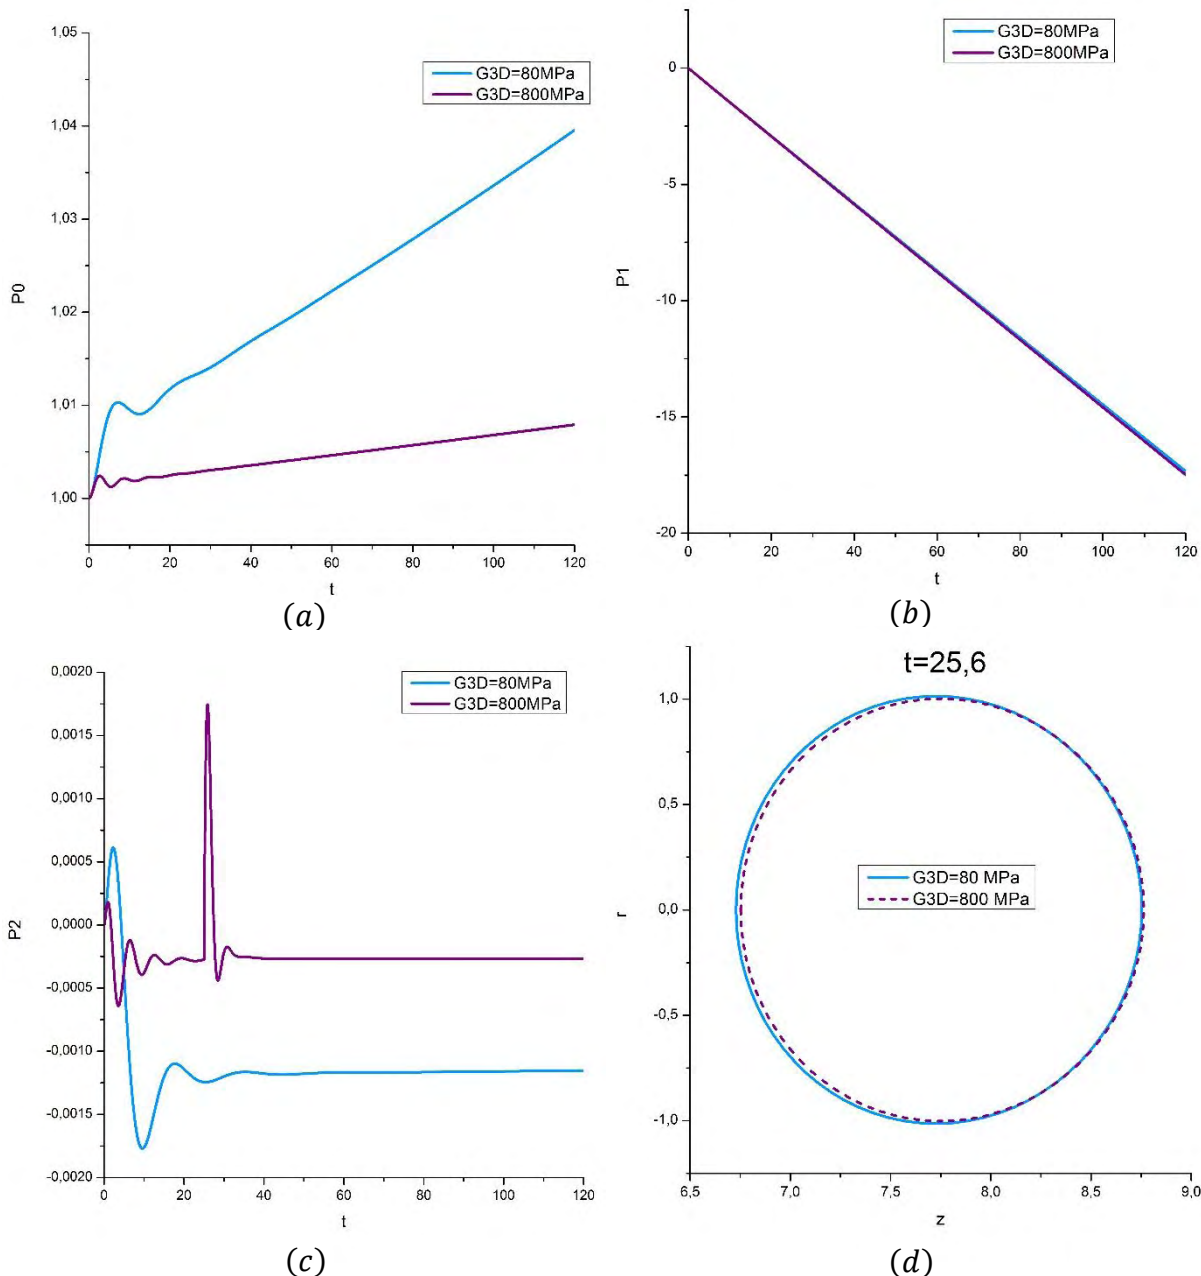 1,05
1,04
1,03
1,02
1,01
1,00
P0
0 20 40 60 80 100 120
t
G3D=80MPa
G3D=800MPa
(a)
0
-5
-10
-15
-20
P1
0 20 40 60 80 100 120
t
G3D=80MPa
G3D=800MPa
(b)
0,0020
0,0015
0,0010
0,0005
0,0000
-0,0005
-0,0010
-0,0015
-0,0020
P2
0 20 40 60 80 100 120
t
G3D=80MPa
G3D=800MPa
(c)
t=25,6
1,0
0,5
0,0
-0,5
-1,0
r
6,5 7,0 7,5 8,0 8,5 9,0
z
G3D=80 MPa
G3D=800 MPa
(d)